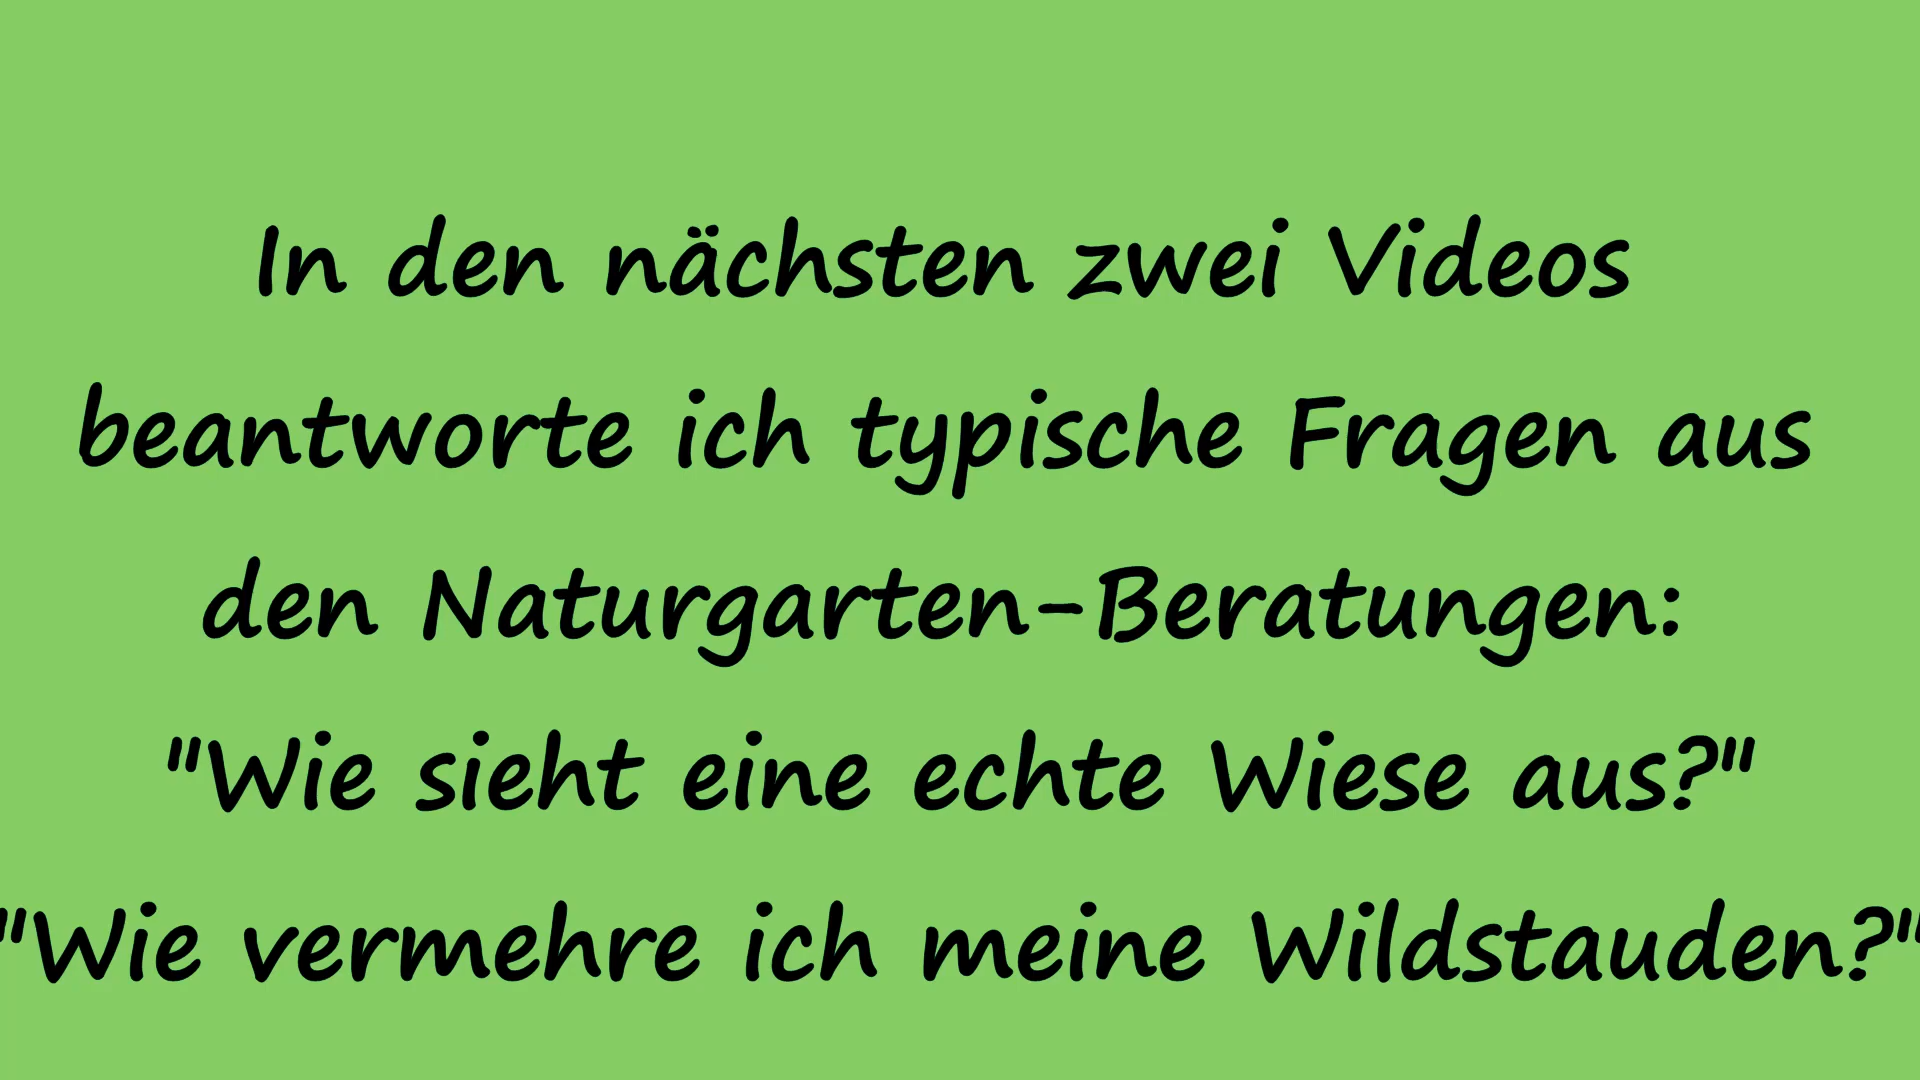 In den nächsten zwei Videos
beantworte ich typische Fragen aus
den Naturgarten-Beratungen:
"Wie sieht eine echte Wiese aus?"
"Wie vermehre ich meine Wildstauden?"